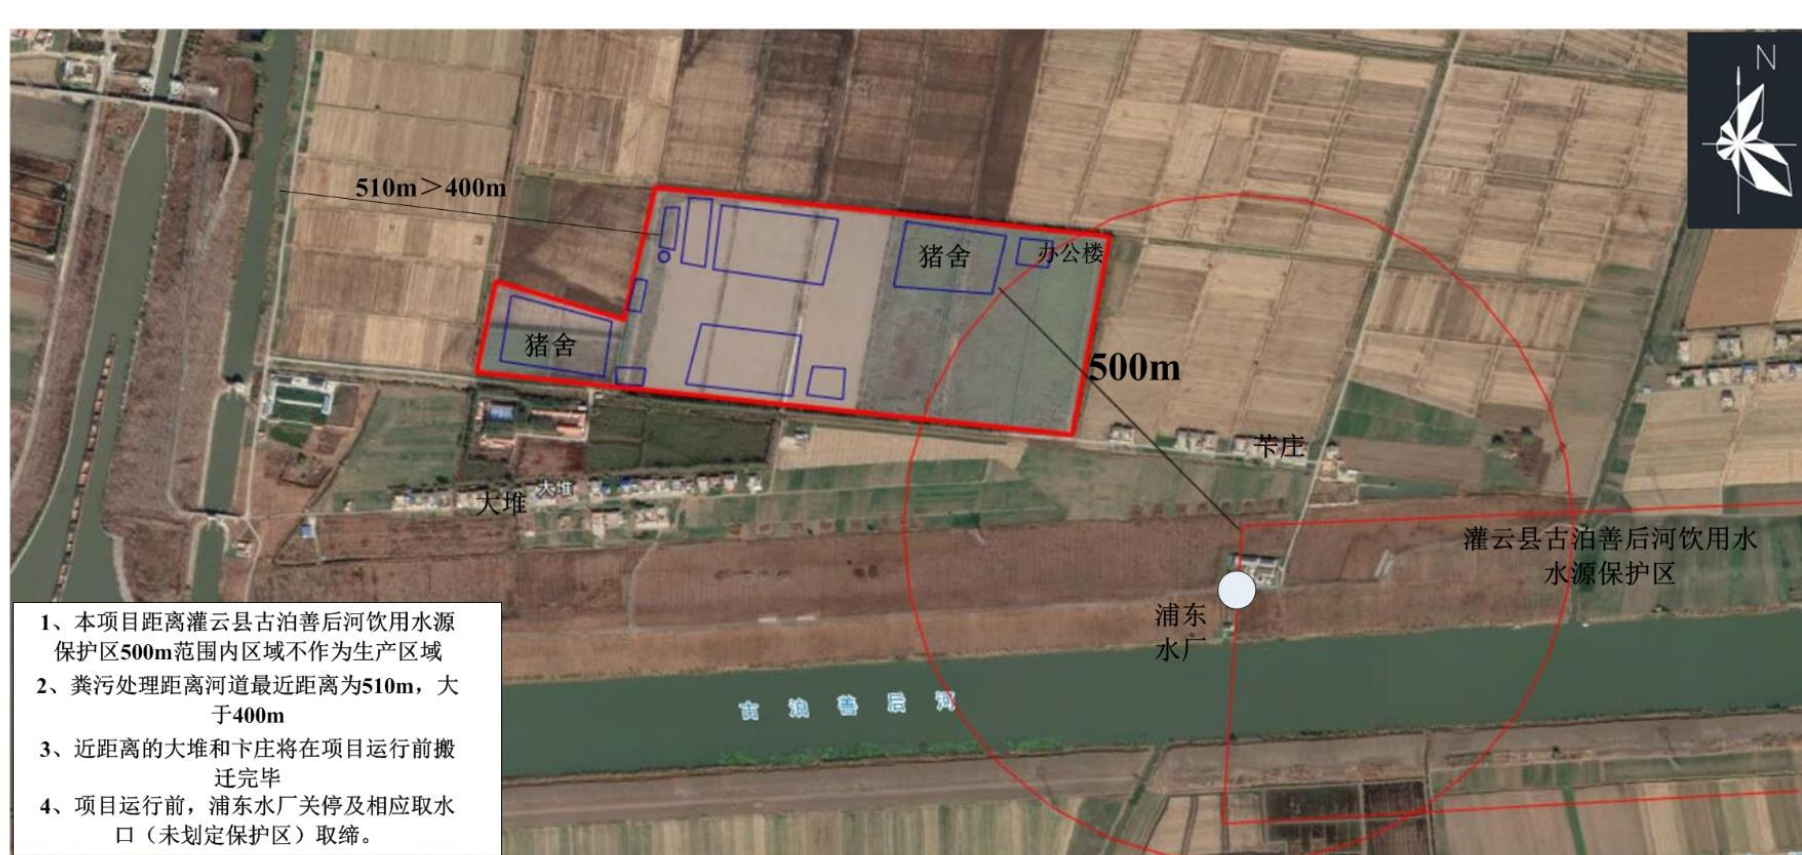 N
510m＞400m
猪舍
办公楼
猪舍
500m
苄庄
大堆
大堆
灌云县古泊善后河饮用水
水源保护区
浦东
水厂
古泊善后河
1、本项目距离灌云县古泊善后河饮用水源
保护区500m范围内区域不作为生产区域
2、粪污处理距离河道最近距离为510m，大
于400m
3、近距离的大堆和卞庄将在项目运行前搬
迁完毕
4、项目运行前，浦东水厂关停及相应取水
口（未划定保护区）取缔。